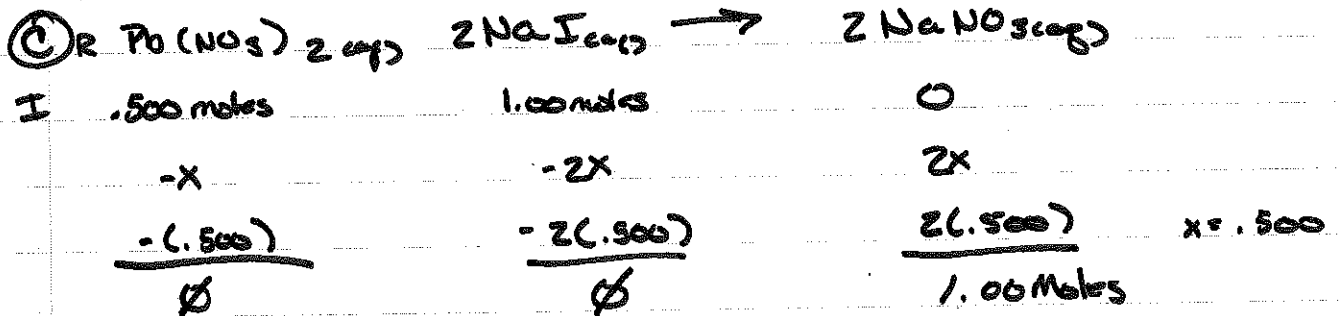 Ⓒ R Pb(NO3)2(aq) 2NaI(aq) → 2NaNO3(aq)
I .500 moles 1.00 moles 0
-x -2x 2x
-(.500) -2(.500) 2(.500) x = .500
Ø Ø 1.00 Moles